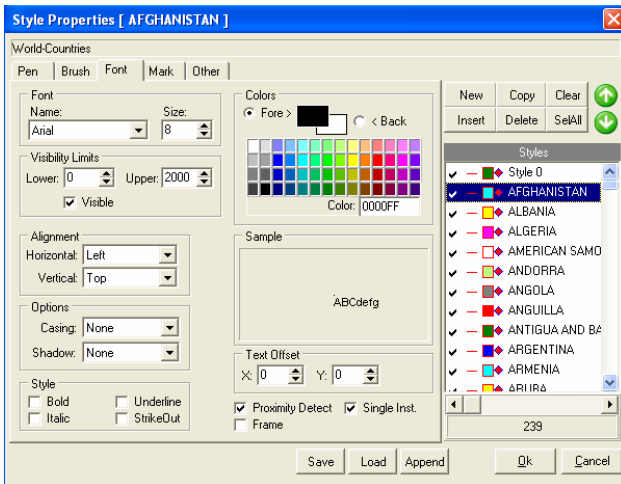 Style Properties [ AFGHANISTAN ]
World-Countries
Pen Brush Font Mark Other
Font
Name: Size:
Arial 8
Visibility Limits
Lower: 0 Upper: 2000
Visible
Alignment
Horizontal: Left
Vertical: Top
Options
Casing: None
Shadow: None
Style
Bold Underline
Italic StrikeOut
Colors
Fore > < Back
Color: 0000FF
Sample
ABCdefg
Text Offset
X: 0 Y: 0
Proximity Detect Single Inst.
Frame
New Copy Clear
Insert Delete SelAll
Styles
Style 0
AFGHANISTAN
ALBANIA
ALGERIA
AMERICAN SAMO
ANDORRA
ANGOLA
ANGUILLA
ANTIGUA AND BA
ARGENTINA
ARMENIA
ARUBA
239
Save Load Append Ok Cancel